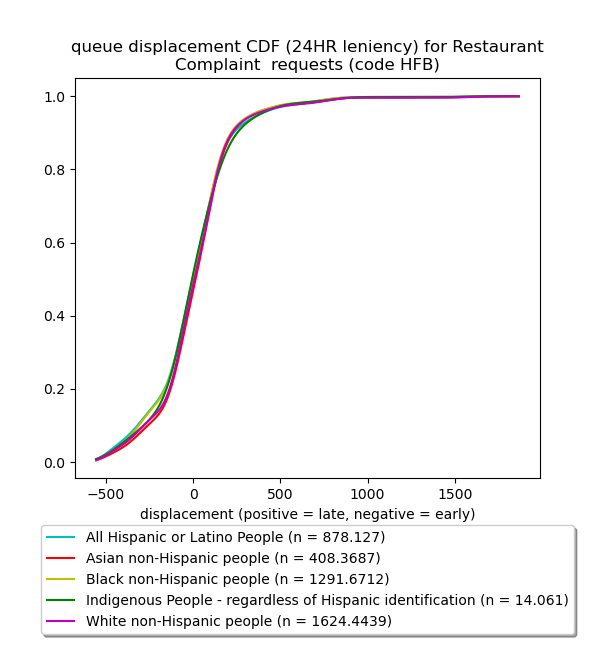 queue displacement CDF (24HR leniency) for Restaurant
Complaint  requests (code HFB)
1.0
0.8
0.6
0.4
0.2
0.0
−500 0 500 1000 1500
displacement (positive = late, negative = early)
All Hispanic or Latino People (n = 878.127)
Asian non-Hispanic people (n = 408.3687)
Black non-Hispanic people (n = 1291.6712)
Indigenous People - regardless of Hispanic identification (n = 14.061)
White non-Hispanic people (n = 1624.4439)